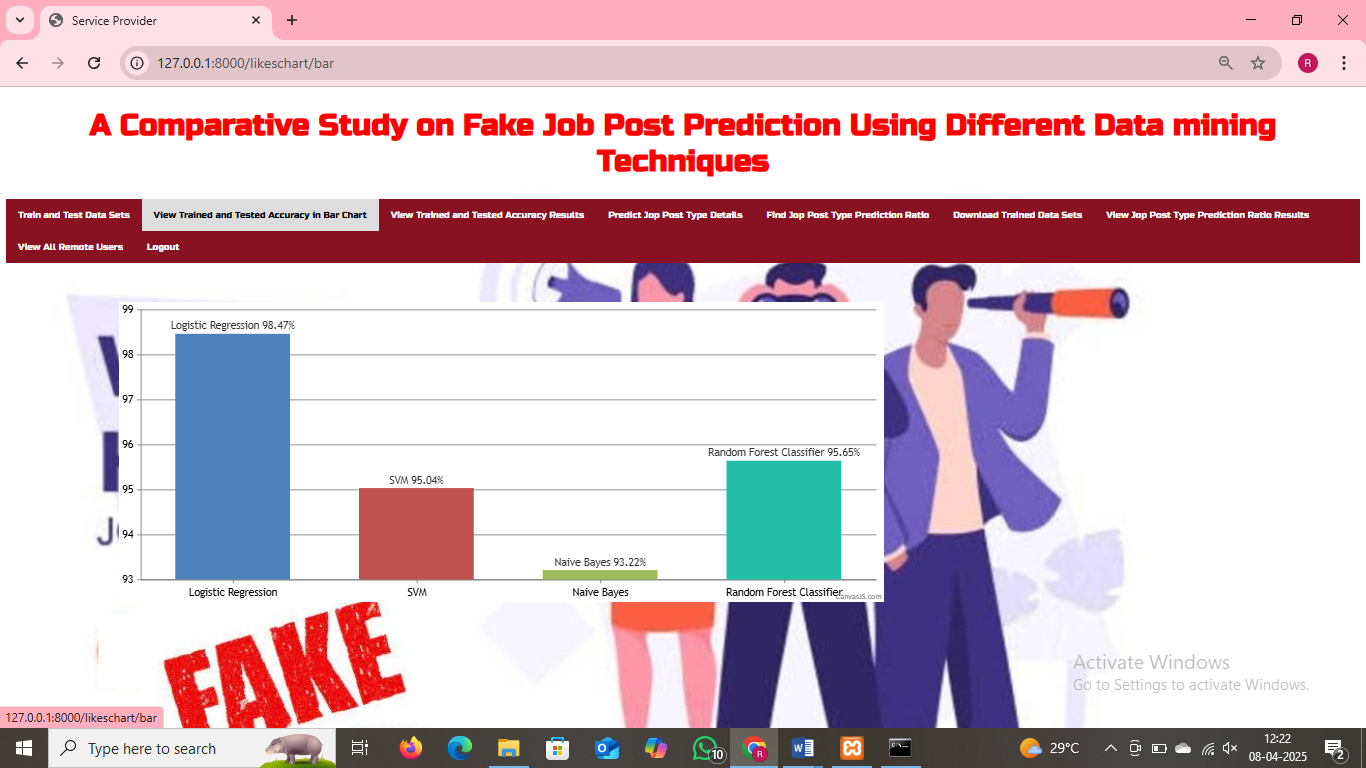 Service Provider
127.0.0.1:8000/likeschart/bar
R
A Comparative Study on Fake Job Post Prediction Using Different Data mining
Techniques
Train and Test Data Sets
View Trained and Tested Accuracy in Bar Chart
View Trained and Tested Accuracy Results
Predict Jop Post Type Details
Find Jop Post Type Prediction Ratio
Download Trained Data Sets
View Jop Post Type Prediction Ratio Results
View All Remote Users
Logout
99
98
97
96
95
94
93
Logistic Regression 98.47%
SVM 95.04%
Naive Bayes 93.22%
Random Forest Classifier 95.65%
Logistic Regression
SVM
Naive Bayes
Random Forest Classifier
CanvasJS.com
FAKE
Activate Windows
Go to Settings to activate Windows.
127.0.0.1:8000/likeschart/bar
Type here to search
10
R
29°C
12:22
08-04-2025
2